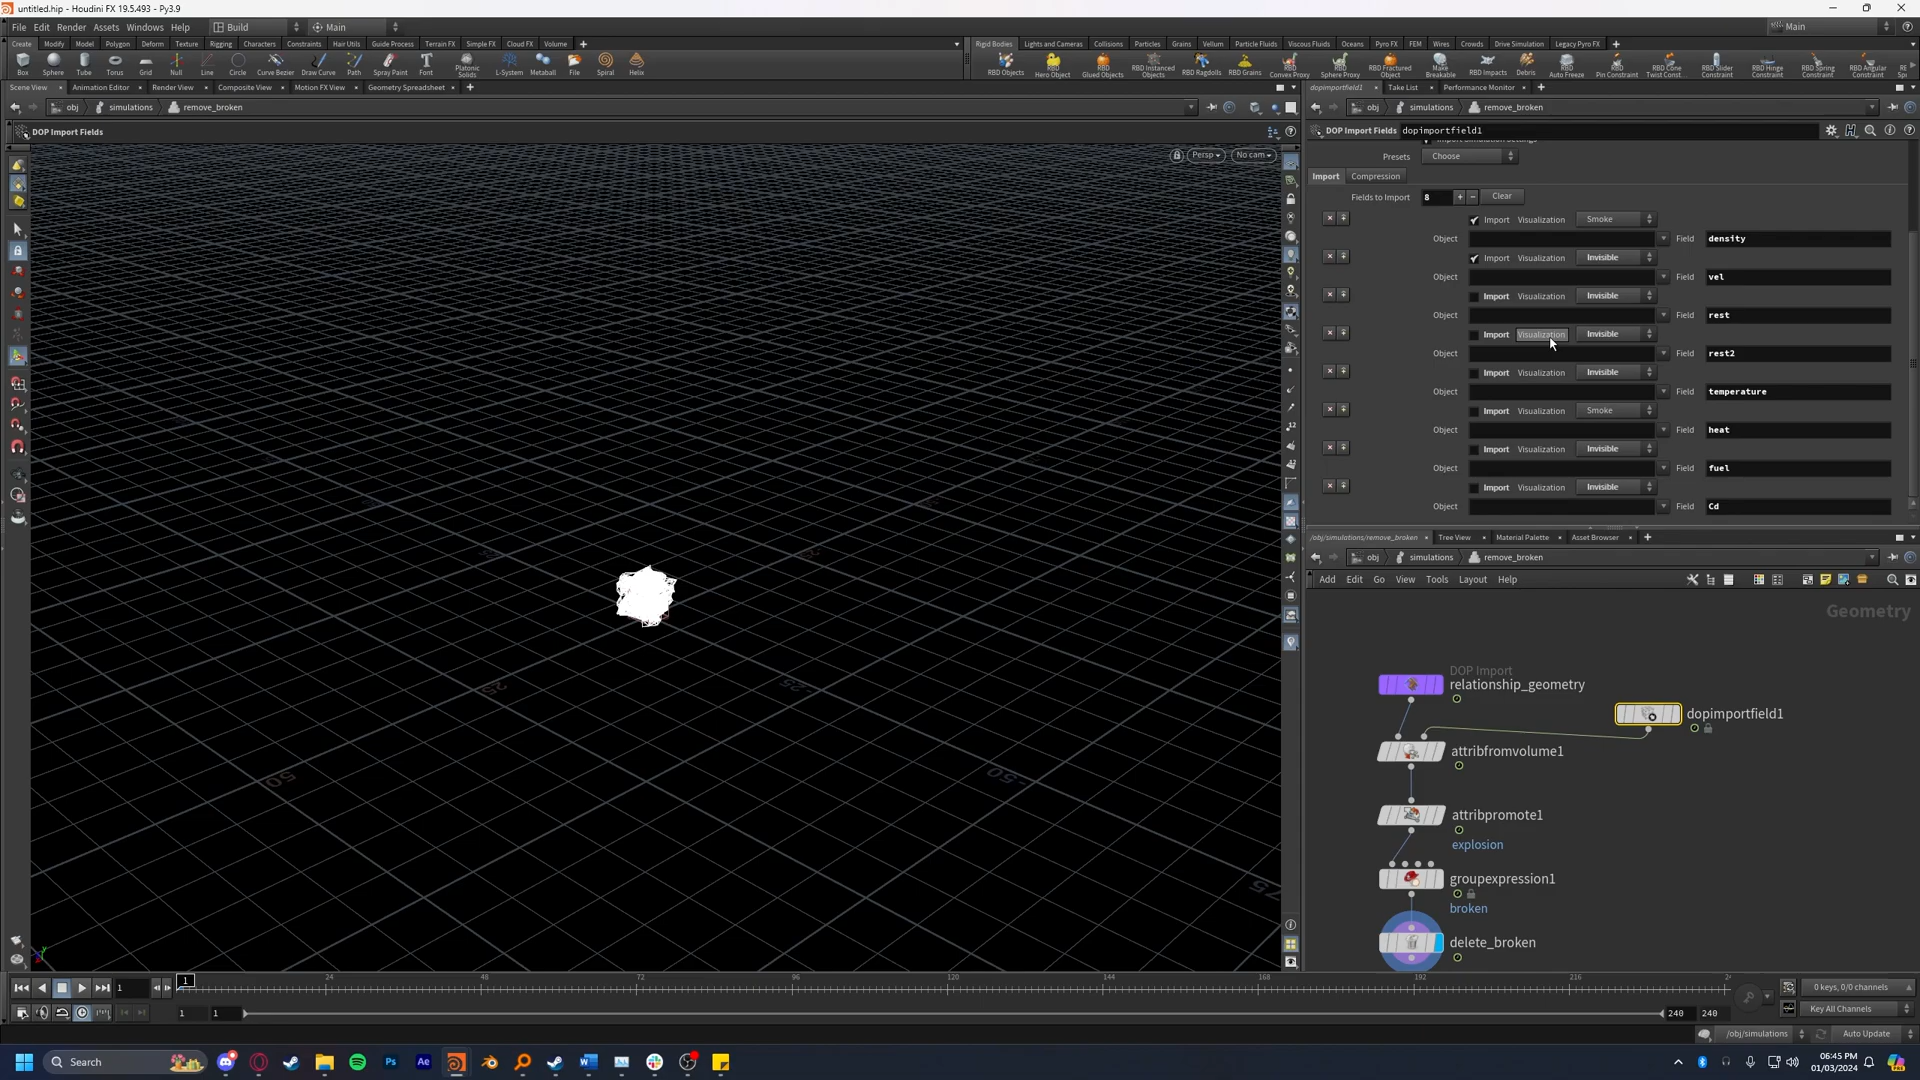 untitled.hip - Houdini FX 19.5.493 - Py3.9
File Edit Render Assets Windows Help Build Main Main
Create Modify Model Polygon Deform Texture Rigging Characters Constraints Hair Utils Guide Process Terrain FX Simple FX Cloud FX Volume
Rigid Bodies Lights and Cameras Collisions Particles Grains Vellum Particle Fluids Viscous Fluids Oceans Pyro FX FEM Wires Crowds Drive Simulation Legacy Pyro FX
Box Sphere Tube Torus Grid Null Line Circle Curve Bezier Draw Curve Path Spray Paint Font Platonic Solids L-System Metaball File Spiral Helix
RBD Objects RBD Hero Object RBD Glued Objects RBD Instanced Objects RBD Ragdolls RBD Grains RBD Convex Proxy RBD Sphere Proxy RBD Fractured Object Make Breakable RBD Impacts RBD Debris RBD Auto Freeze RBD Pin Constraint RBD Cone Twist Const... RBD Slider Constraint RBD Hinge Constraint RBD Spring Constraint RBD Angular Constraint
Scene View Animation Editor Render View Composite View Motion FX View Geometry Spreadsheet
dopimportfield1 Take List Performance Monitor
obj simulations remove_broken
obj simulations remove_broken
DOP Import Fields
DOP Import Fields dopimportfield1
Persp No cam
Presets Choose
Import Compression
Fields to Import 8 Clear
Import Visualization Smoke
Object Field density
Import Visualization Invisible
Object Field vel
Import Visualization Invisible
Object Field rest
Import Visualization Invisible
Object Field rest2
Import Visualization Invisible
Object Field temperature
Import Visualization Smoke
Object Field heat
Import Visualization Invisible
Object Field fuel
Import Visualization Invisible
Object Field Cd
/obj/simulations/remove_broken Tree View Material Palette Asset Browser
obj simulations remove_broken
Add Edit Go View Tools Layout Help
Geometry
DOP Import
relationship_geometry
dopimportfield1
attribfromvolume1
attribpromote1
explosion
groupexpression1
broken
delete_broken
25
-25
50
-50
1 1 24 48 72 96 120 144 168 192 216
0 keys, 0/0 channels
1 1 240 240 Key All Channels
/obj/simulations Auto Update
Search
06:45 PM
01/03/2024